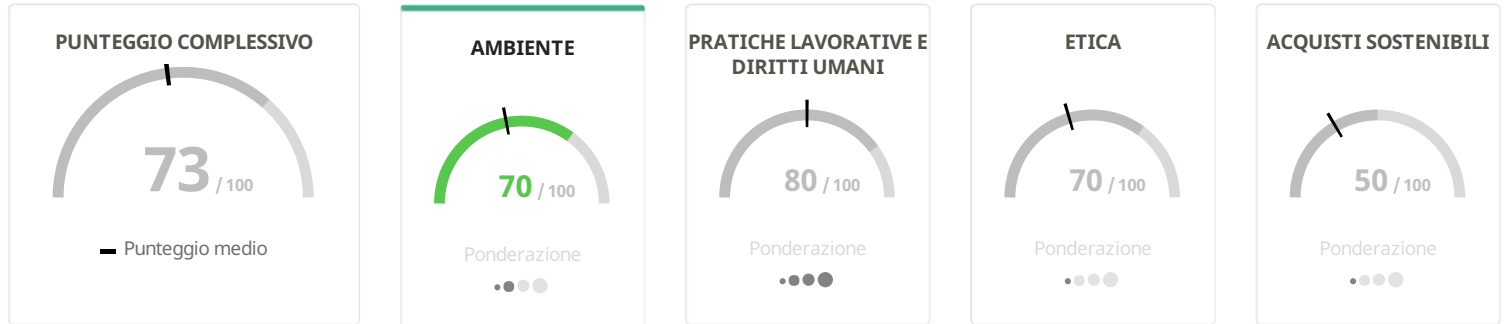 PUNTEGGIO COMPLESSIVO
73 / 100
Punteggio medio
AMBIENTE
70 / 100
Ponderazione
PRATICHE LAVORATIVE E
DIRITTI UMANI
80 / 100
Ponderazione
ETICA
70 / 100
Ponderazione
ACQUISTI SOSTENIBILI
50 / 100
Ponderazione